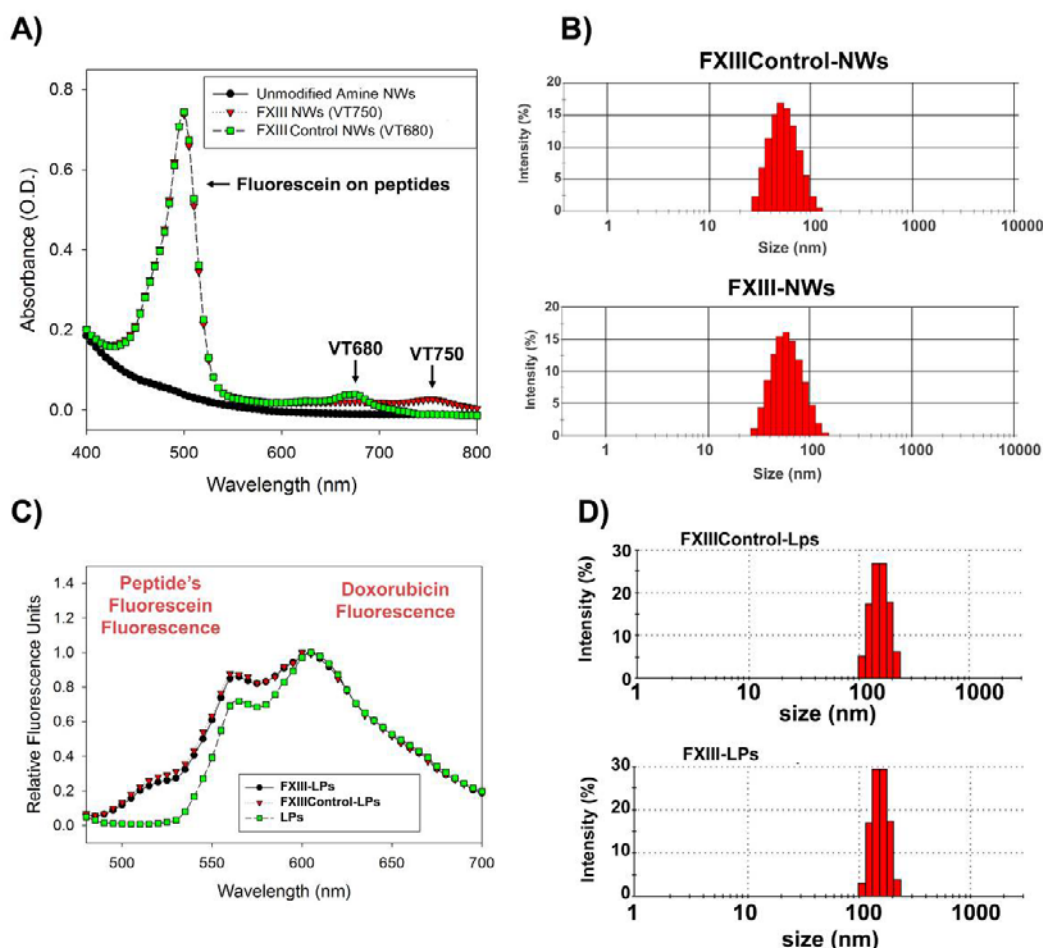 A)
Absorbance (O.D.)
0.8
0.6
0.4
0.2
0.0
Unmodified Amine NWs
FXIII NWs (VT750)
FXIII Control NWs (VT680)
Fluorescein on peptides
VT680
VT750
400 500 600 700 800
Wavelength (nm)
B)
FXIIIControl-NWs
Intensity (%)
20
15
10
5
0
1 10 100 1000 10000
Size (nm)
FXIII-NWs
Intensity (%)
20
15
10
5
0
1 10 100 1000 10000
Size (nm)
C)
Relative Fluorescence Units
1.4
1.2
1.0
0.8
0.6
0.4
0.2
0.0
Peptide's
Fluorescein
Fluorescence
Doxorubicin
Fluorescence
FXIII-LPs
FXIIIControl-LPs
LPs
500 550 600 650 700
Wavelength (nm)
D)
FXIIIControl-Lps
Intensity (%)
30
20
10
0
1 10 100 1000
size (nm)
FXIII-LPs
Intensity (%)
30
20
10
0
1 10 100 1000
size (nm)